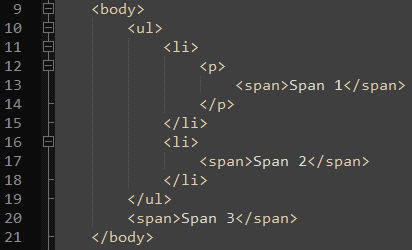 9 <body>
10 <ul>
11 <li>
12 <p>
13 <span>Span 1</span>
14 </p>
15 </li>
16 <li>
17 <span>Span 2</span>
18 </li>
19 </ul>
20 <span>Span 3</span>
21 </body>